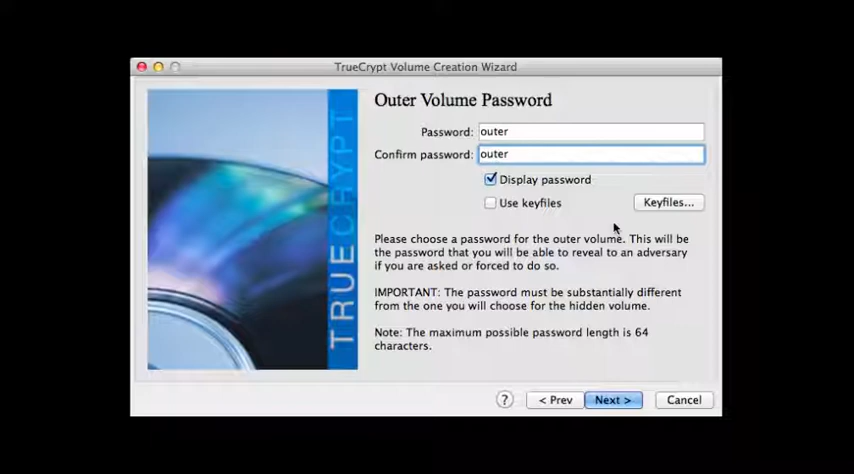 TrueCrypt Volume Creation Wizard
TRUECRYPT
Outer Volume Password
Password: outer
Confirm password: outer
Display password
Use keyfiles Keyfiles...
Please choose a password for the outer volume. This will be
the password that you will be able to reveal to an adversary
if you are asked or forced to do so.
IMPORTANT: The password must be substantially different
from the one you will choose for the hidden volume.
Note: The maximum possible password length is 64
characters.
? < Prev Next > Cancel